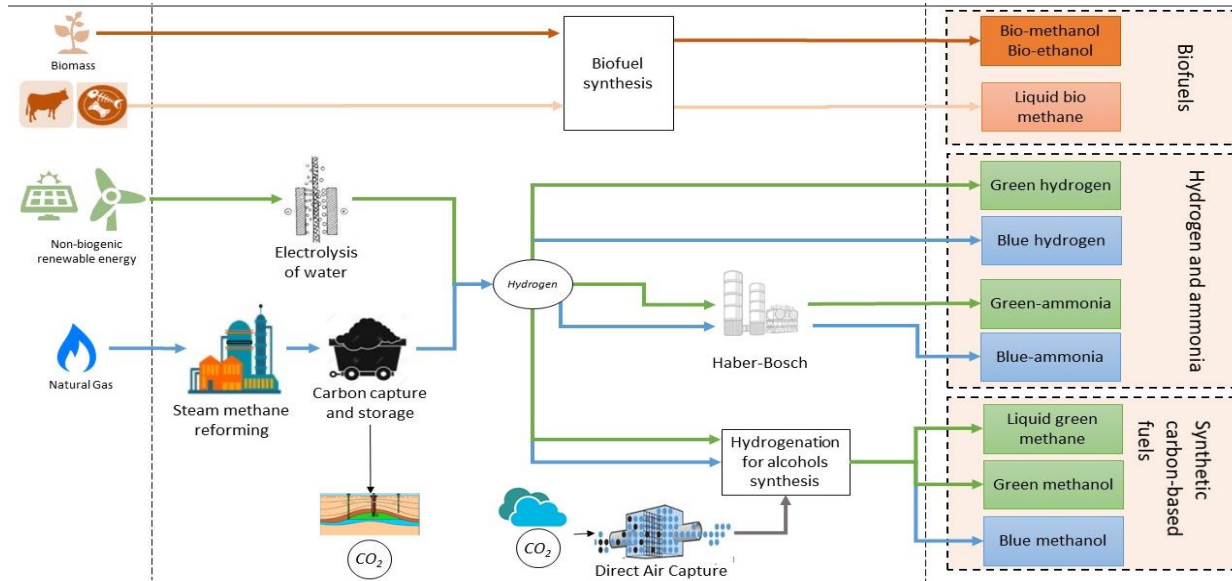 Biomass
Biofuel
synthesis
Bio-methanol
Bio-ethanol
Liquid bio
methane
Biofuels
Non-biogenic
renewable energy
Electrolysis
of water
Green hydrogen
Blue hydrogen
Hydrogen
Green-ammonia
Blue-ammonia
Haber-Bosch
Hydrogen and ammonia
Natural Gas
Steam methane
reforming
Carbon capture
and storage
CO2
Hydrogenation
for alcohols
synthesis
CO2
Direct Air Capture
Liquid green
methane
Green methanol
Blue methanol
Synthetic
carbon-based
fuels